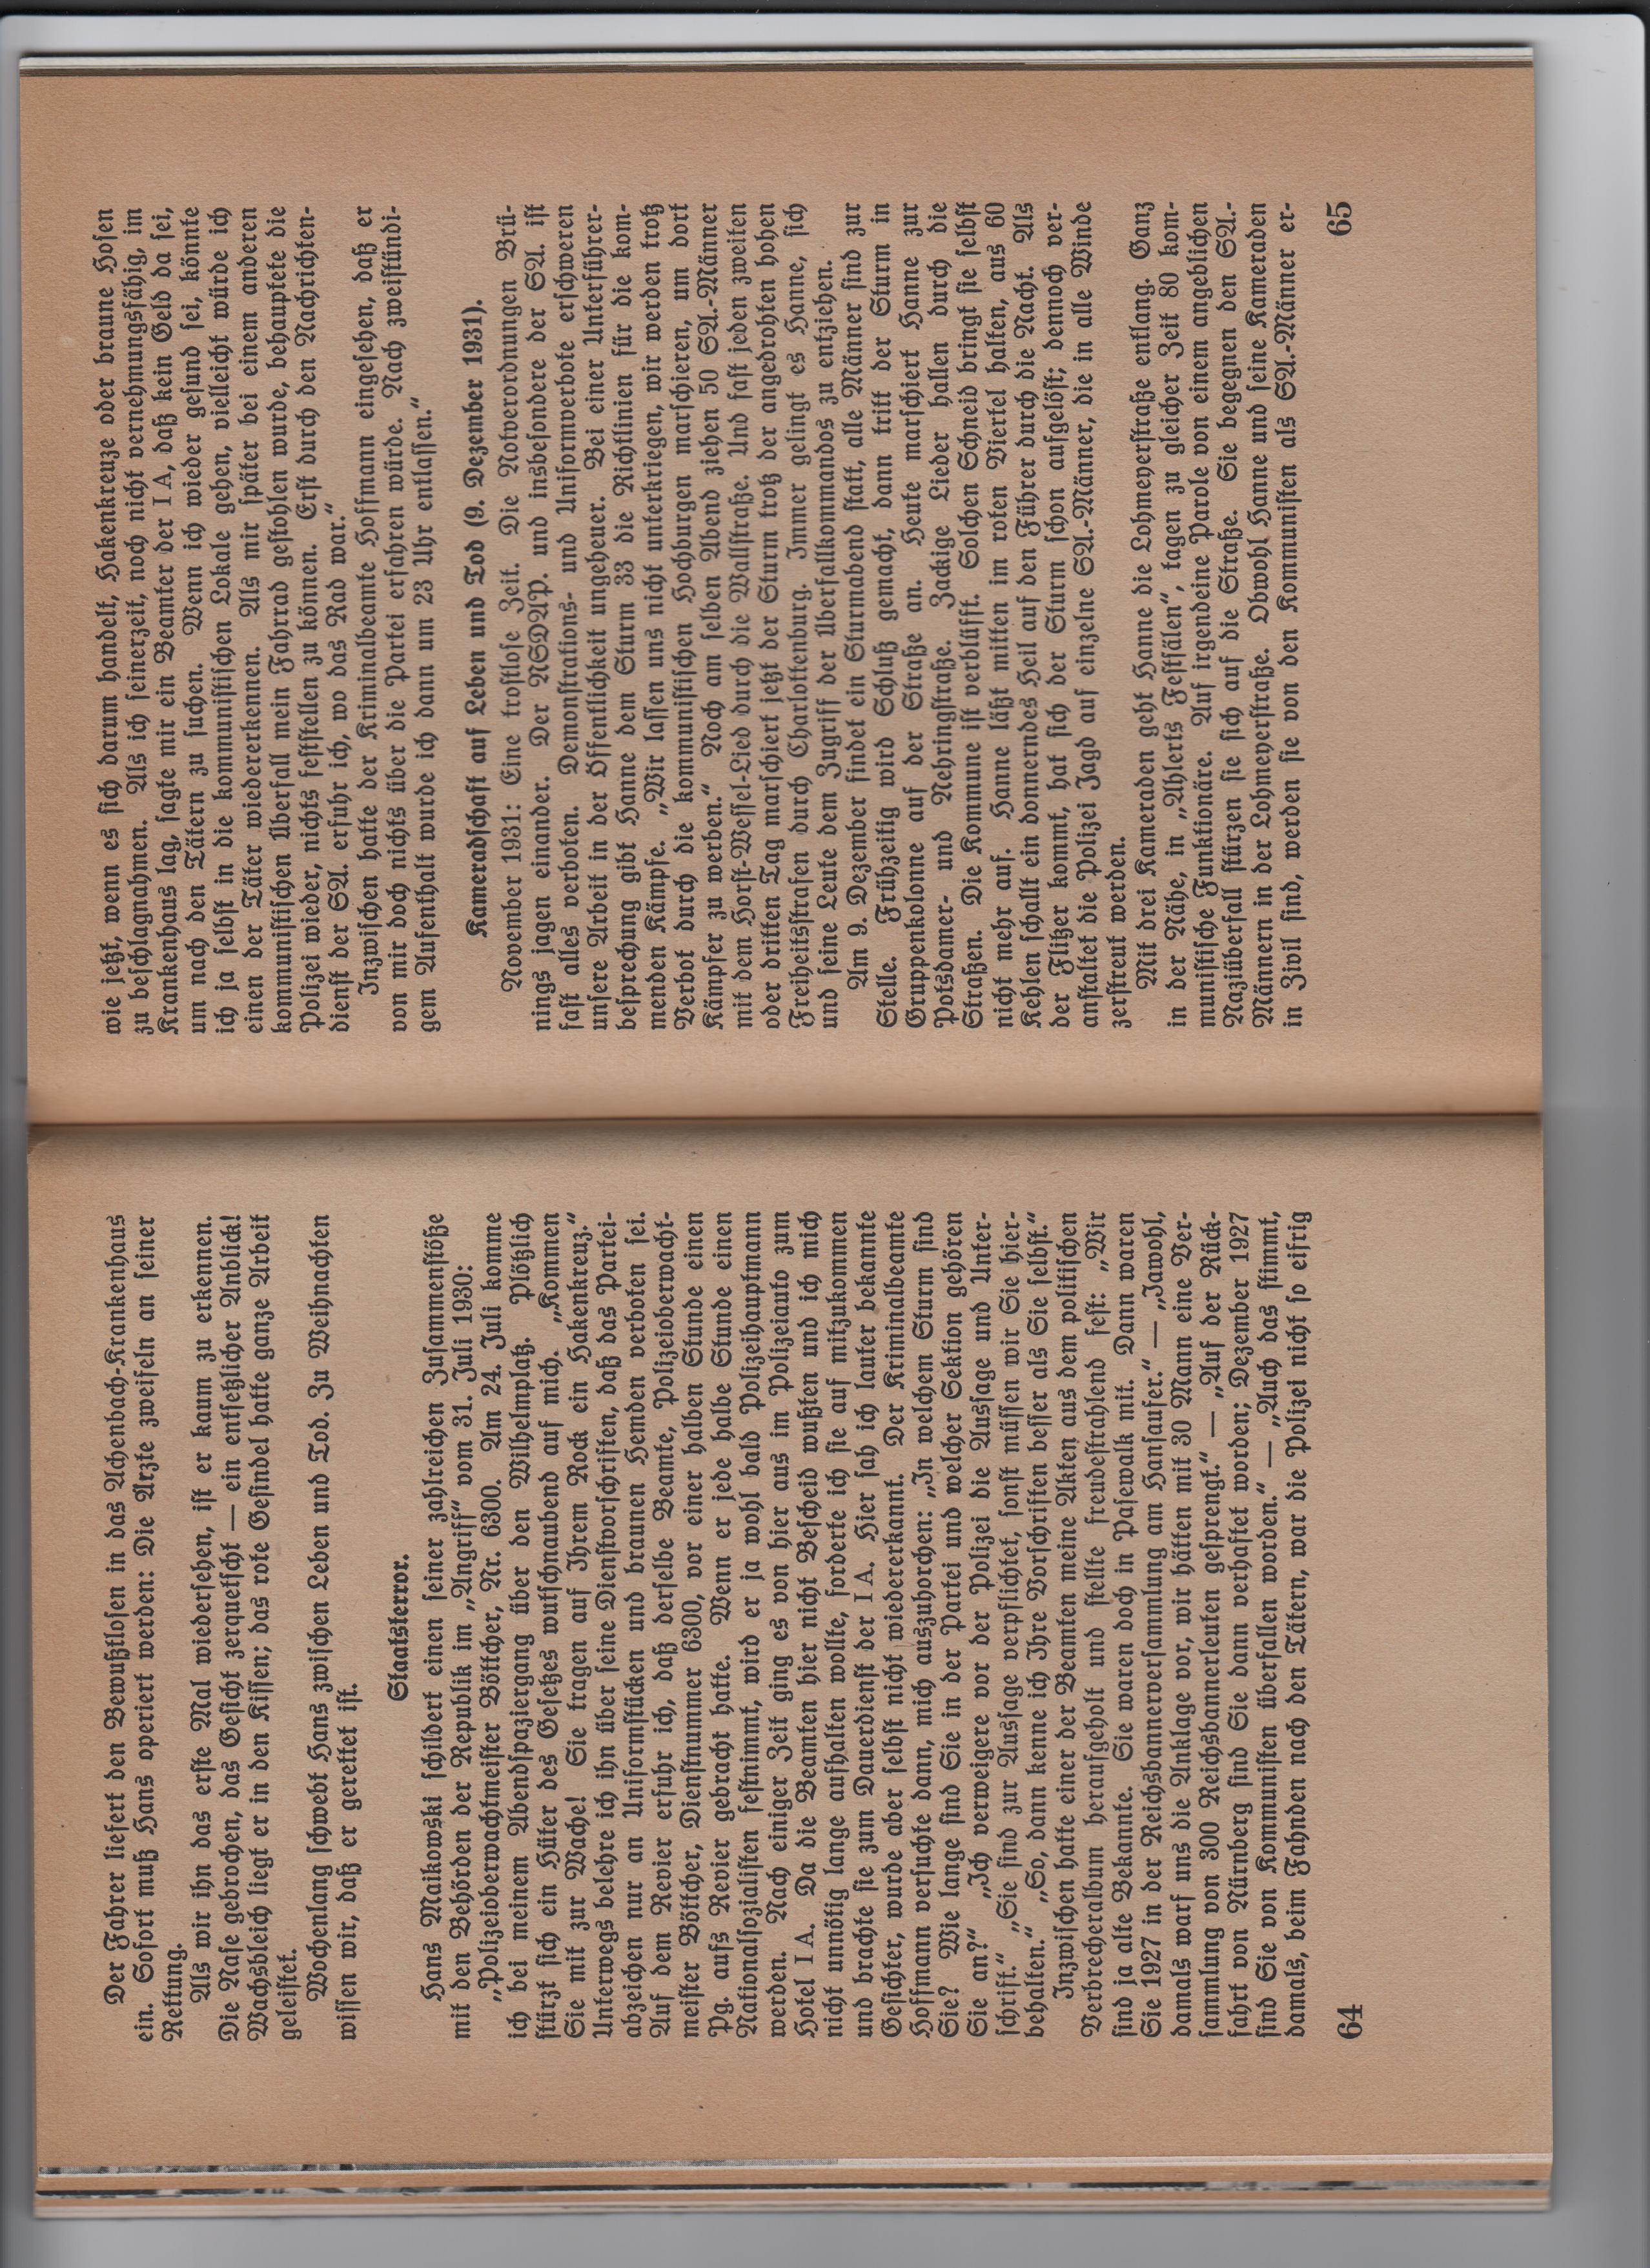 Der Fahrer liefert den Bewußtlosen in das Achenbach-Krankenhaus
ein. Sofort muß Hans operiert werden: Die Ärzte zweifeln an seiner
Rettung.
Als wir ihn das erste Mal wiedersehen, ist er kaum zu erkennen.
Die Nase gebrochen, das Gesicht zerquetscht — ein entsetzlicher Anblick!
Wachsbleich liegt er in den Kissen; das rote Gesindel hatte ganze Arbeit
geleistet.
Wochenlang schwebt Hans zwischen Leben und Tod. Zu Weihnachten
wissen wir, daß er gerettet ist.
Staatsterror.
Hans Maikowski schildert einen seiner zahlreichen Zusammenstöße
mit den Behörden der Republik im „Angriff“ vom 31. Juli 1930:
„Polizeioberwachtmeister Böttcher, Nr. 6300. Am 24. Juli komme
ich bei meinem Abendspaziergang über den Wilhelmplatz. Plötzlich
stürzt sich ein Hüter des Gesetzes wutschnaubend auf mich. „Kommen
Sie mit zur Wache! Sie tragen auf Ihrem Rock ein Hakenkreuz.“
Unterwegs belehre ich ihn über seine Dienstvorschriften, daß das Partei-
abzeichen nur an Uniformstücken und braunen Hemden verboten sei.
Auf dem Revier erfuhr ich, daß derselbe Beamte, Polizeioberwacht-
meister Böttcher, Dienstnummer 6300, vor einer halben Stunde einen
Pg. aufs Revier gebracht hatte. Wenn er jede halbe Stunde einen
Nationalsozialisten festnimmt, wird er ja wohl bald Polizeihauptmann
werden. Nach einiger Zeit ging es von hier aus im Polizeiauto zum
Hotel I A. Da die Beamten hier nicht Bescheid wußten und ich mich
nicht unnötig lange aufhalten wollte, forderte ich sie auf mitzukommen
und brachte sie zum Dauerdienst der I A. Hier sah ich lauter bekannte
Gesichter, wurde aber selbst nicht wiedererkannt. Der Kriminalbeamte
Hoffmann versuchte dann, mich auszuhorchen: „In welchem Sturm sind
Sie? Wie lange sind Sie in der Partei und welcher Sektion gehören
Sie an?“ „Ich verweigere vor der Polizei die Aussage und Unter-
schrift.“ „Sie sind zur Aussage verpflichtet, sonst müssen wir Sie hier-
behalten.“ „So, dann kenne ich Ihre Vorschriften besser als Sie selbst.“
Inzwischen hatte einer der Beamten meine Akten aus dem politischen
Verbrecheralbum heraufgeholt und stellte freudestrahlend fest: „Wir
sind ja alte Bekannte. Sie waren doch in Pasewalk mit. Dann waren
Sie 1927 in der Reichsbannerversammlung am Hansaufer.“ — „Jawohl,
damals warf uns die Anklage vor, wir hätten mit 30 Mann eine Ver-
sammlung von 300 Reichsbannerleuten gesprengt.“ — „Auf der Rück-
fahrt von Nürnberg sind Sie dann verhaftet worden; Dezember 1927
sind Sie von Kommunisten überfallen worden.“ — „Auch das stimmt,
damals, beim Fahnden nach den Tätern, war die Polizei nicht so eifrig
64
wie jetzt, wenn es sich darum handelt, Hakenkreuze oder braune Hosen
zu beschlagnahmen. Als ich seinerzeit, noch nicht vernehmungsfähig, im
Krankenhaus lag, sagte mir ein Beamter der I A, daß kein Geld da sei,
um nach den Tätern zu suchen. Wenn ich wieder gesund sei, könnte
ich ja selbst in die kommunistischen Lokale gehen, vielleicht würde ich
einen der Täter wiedererkennen. Als mir später bei einem anderen
kommunistischen Überfall mein Fahrrad gestohlen wurde, behauptete die
Polizei wieder, nichts feststellen zu können. Erst durch den Nachrichten-
dienst der SA. erfuhr ich, wo das Rad war.“
Inzwischen hatte der Kriminalbeamte Hoffmann eingesehen, daß er
von mir doch nichts über die Partei erfahren würde. Nach zweistündi-
gem Aufenthalt wurde ich dann um 23 Uhr entlassen.“
Kameradschaft auf Leben und Tod (9. Dezember 1931).
November 1931: Eine trostlose Zeit. Die Notverordnungen Brü-
nings jagen einander. Der NSDAP. und insbesondere der SA. ist
fast alles verboten. Demonstrations- und Uniformverbote erschweren
unsere Arbeit in der Öffentlichkeit ungeheuer. Bei einer Unterführer-
besprechung gibt Hanne dem Sturm 33 die Richtlinien für die kom-
menden Kämpfe. „Wir lassen uns nicht unterkriegen, wir werden trotz
Verbot durch die kommunistischen Hochburgen marschieren, um dort
Kämpfer zu werben.“ Noch am selben Abend ziehen 50 SA.-Männer
mit dem Horst-Wessel-Lied durch die Wallstraße. Und fast jeden zweiten
oder dritten Tag marschiert jetzt der Sturm trotz der angedrohten hohen
Freiheitsstrafen durch Charlottenburg. Immer gelingt es Hanne, sich
und seine Leute dem Zugriff der Überfallkommandos zu entziehen.
Am 9. Dezember findet ein Sturmabend statt, alle Männer sind zur
Stelle. Frühzeitig wird Schluß gemacht, dann tritt der Sturm in
Gruppenkolonne auf der Straße an. Heute marschiert Hanne zur
Potsdamer- und Nehringstraße. Zackige Lieder hallen durch die
Straßen. Die Kommune ist verblüfft. Solchen Schneid bringt sie selbst
nicht mehr auf. Hanne läßt mitten im roten Viertel halten, aus 60
Kehlen schallt ein donnerndes Heil auf den Führer durch die Nacht. Als
der Flitzer kommt, hat sich der Sturm schon aufgelöst; dennoch ver-
anstaltet die Polizei Jagd auf einzelne SA.-Männer, die in alle Winde
zerstreut werden.
Mit drei Kameraden geht Hanne die Lohmeyerstraße entlang. Ganz
in der Nähe, in „Ahlerts Festsälen“, tagen zu gleicher Zeit 80 kom-
munistische Funktionäre. Auf irgendeine Parole von einem angeblichen
Naziüberfall stürzen sie sich auf die Straße. Sie begegnen den SA.-
Männern in der Lohmeyerstraße. Obwohl Hanne und seine Kameraden
in Zivil sind, werden sie von den Kommunisten als SA.-Männer er-
65